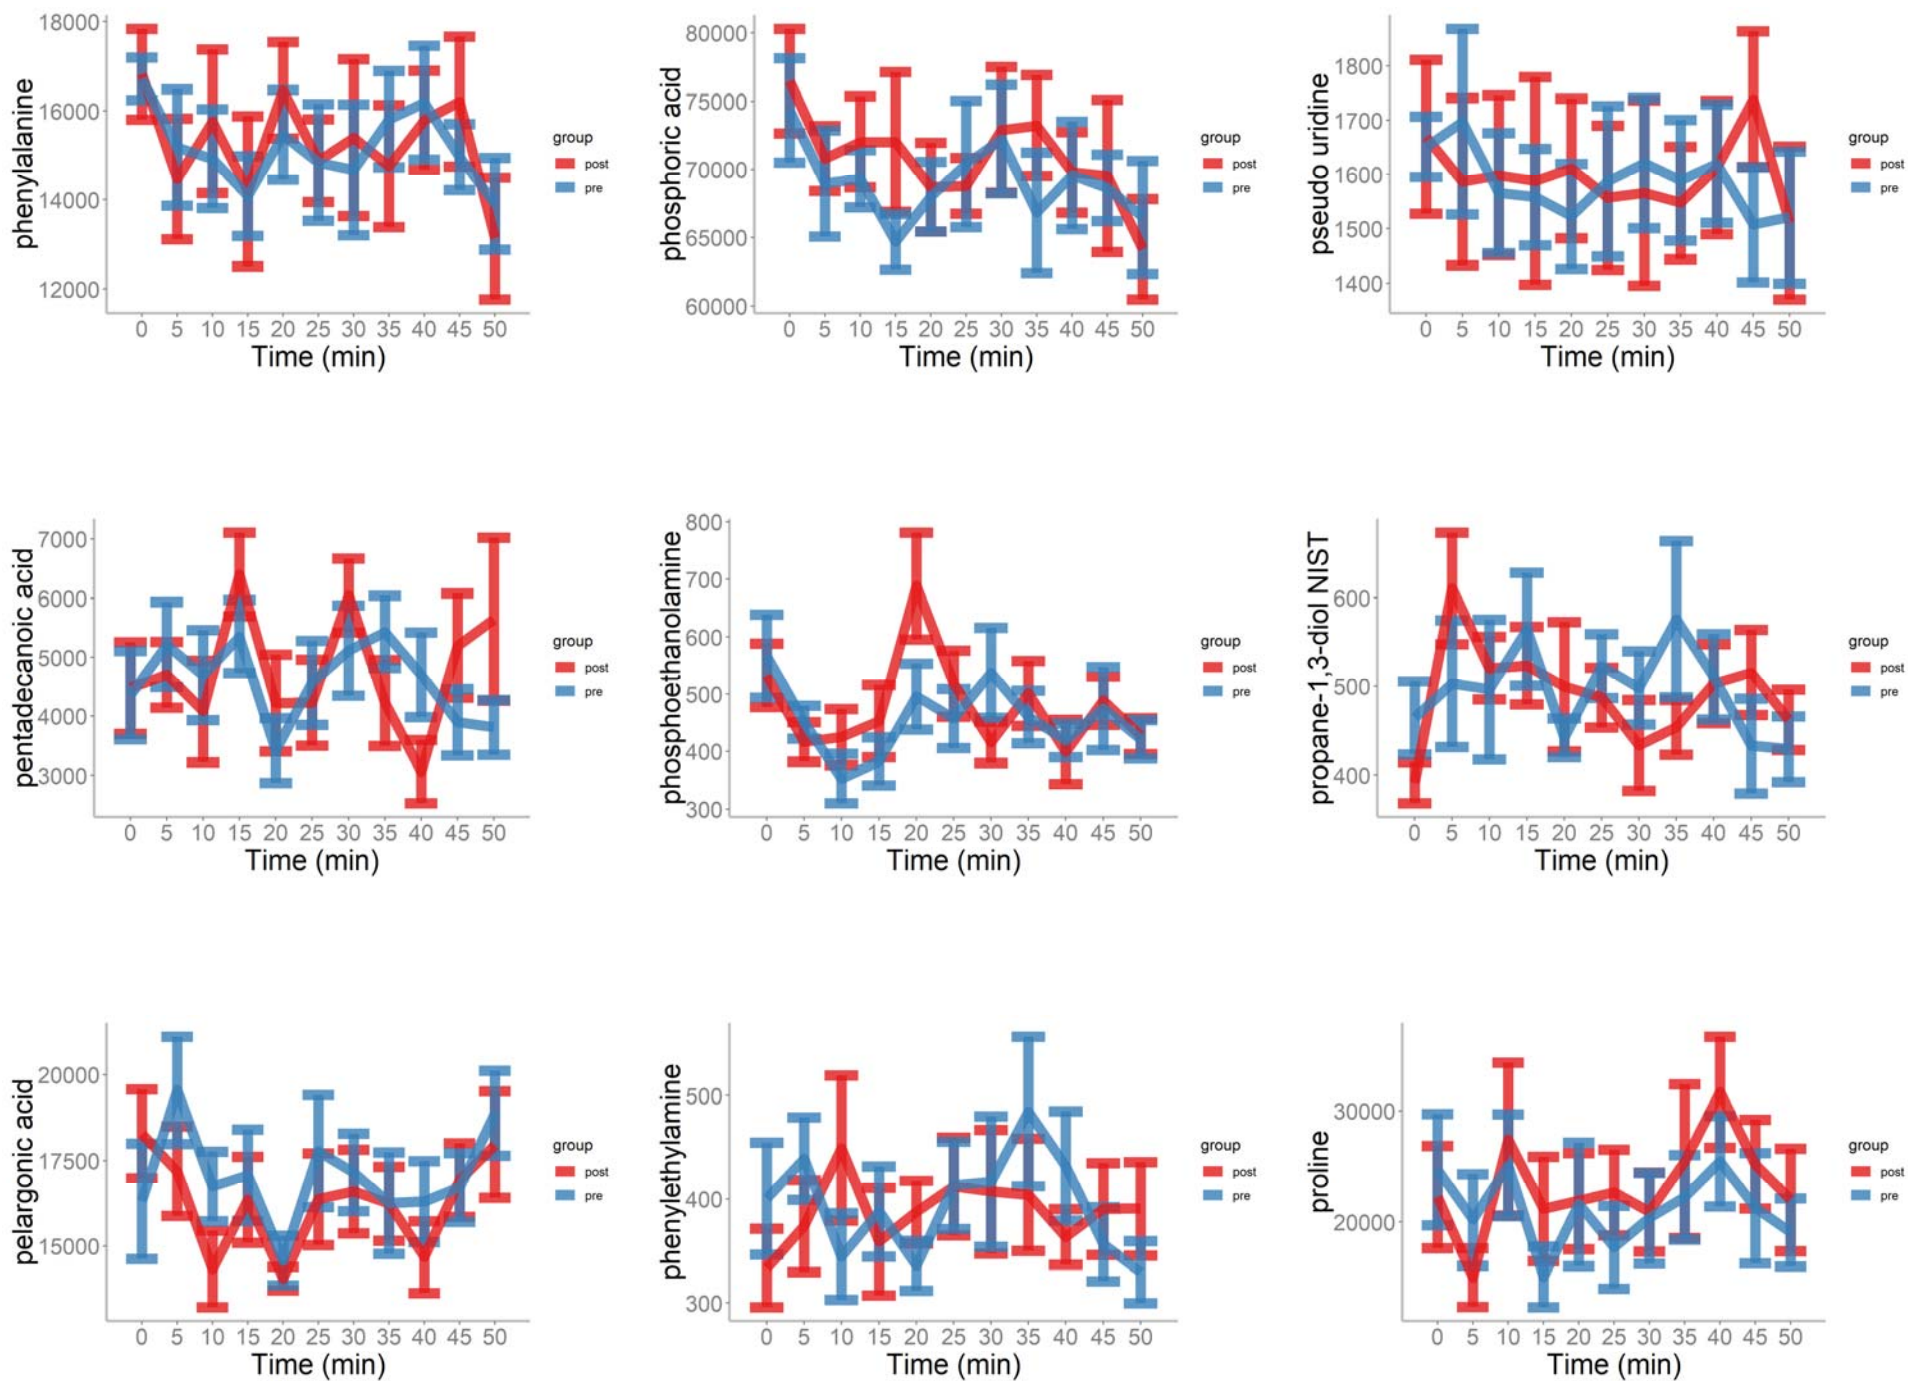 phenylalanine
18000
16000
14000
12000
0 5 10 15 20 25 30 35 40 45 50
Time (min)
group
post
pre
phosphoric acid
80000
75000
70000
65000
60000
0 5 10 15 20 25 30 35 40 45 50
Time (min)
group
post
pre
pseudo uridine
1800
1700
1600
1500
1400
0 5 10 15 20 25 30 35 40 45 50
Time (min)
group
post
pre
pentadecanoic acid
7000
6000
5000
4000
3000
0 5 10 15 20 25 30 35 40 45 50
Time (min)
group
post
pre
phosphoethanolamine
800
700
600
500
400
300
0 5 10 15 20 25 30 35 40 45 50
Time (min)
group
post
pre
propane-1,3-diol NIST
600
500
400
0 5 10 15 20 25 30 35 40 45 50
Time (min)
group
post
pre
pelargonic acid
20000
17500
15000
0 5 10 15 20 25 30 35 40 45 50
Time (min)
group
post
pre
phenylethylamine
500
400
300
0 5 10 15 20 25 30 35 40 45 50
Time (min)
group
post
pre
proline
30000
20000
0 5 10 15 20 25 30 35 40 45 50
Time (min)
group
post
pre